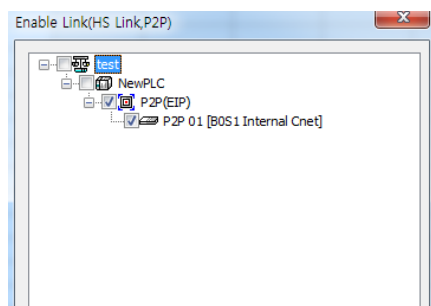 Enable Link(HS Link,P2P)
test
NewPLC
P2P(EIP)
P2P 01 [B0S1 Internal Cnet]